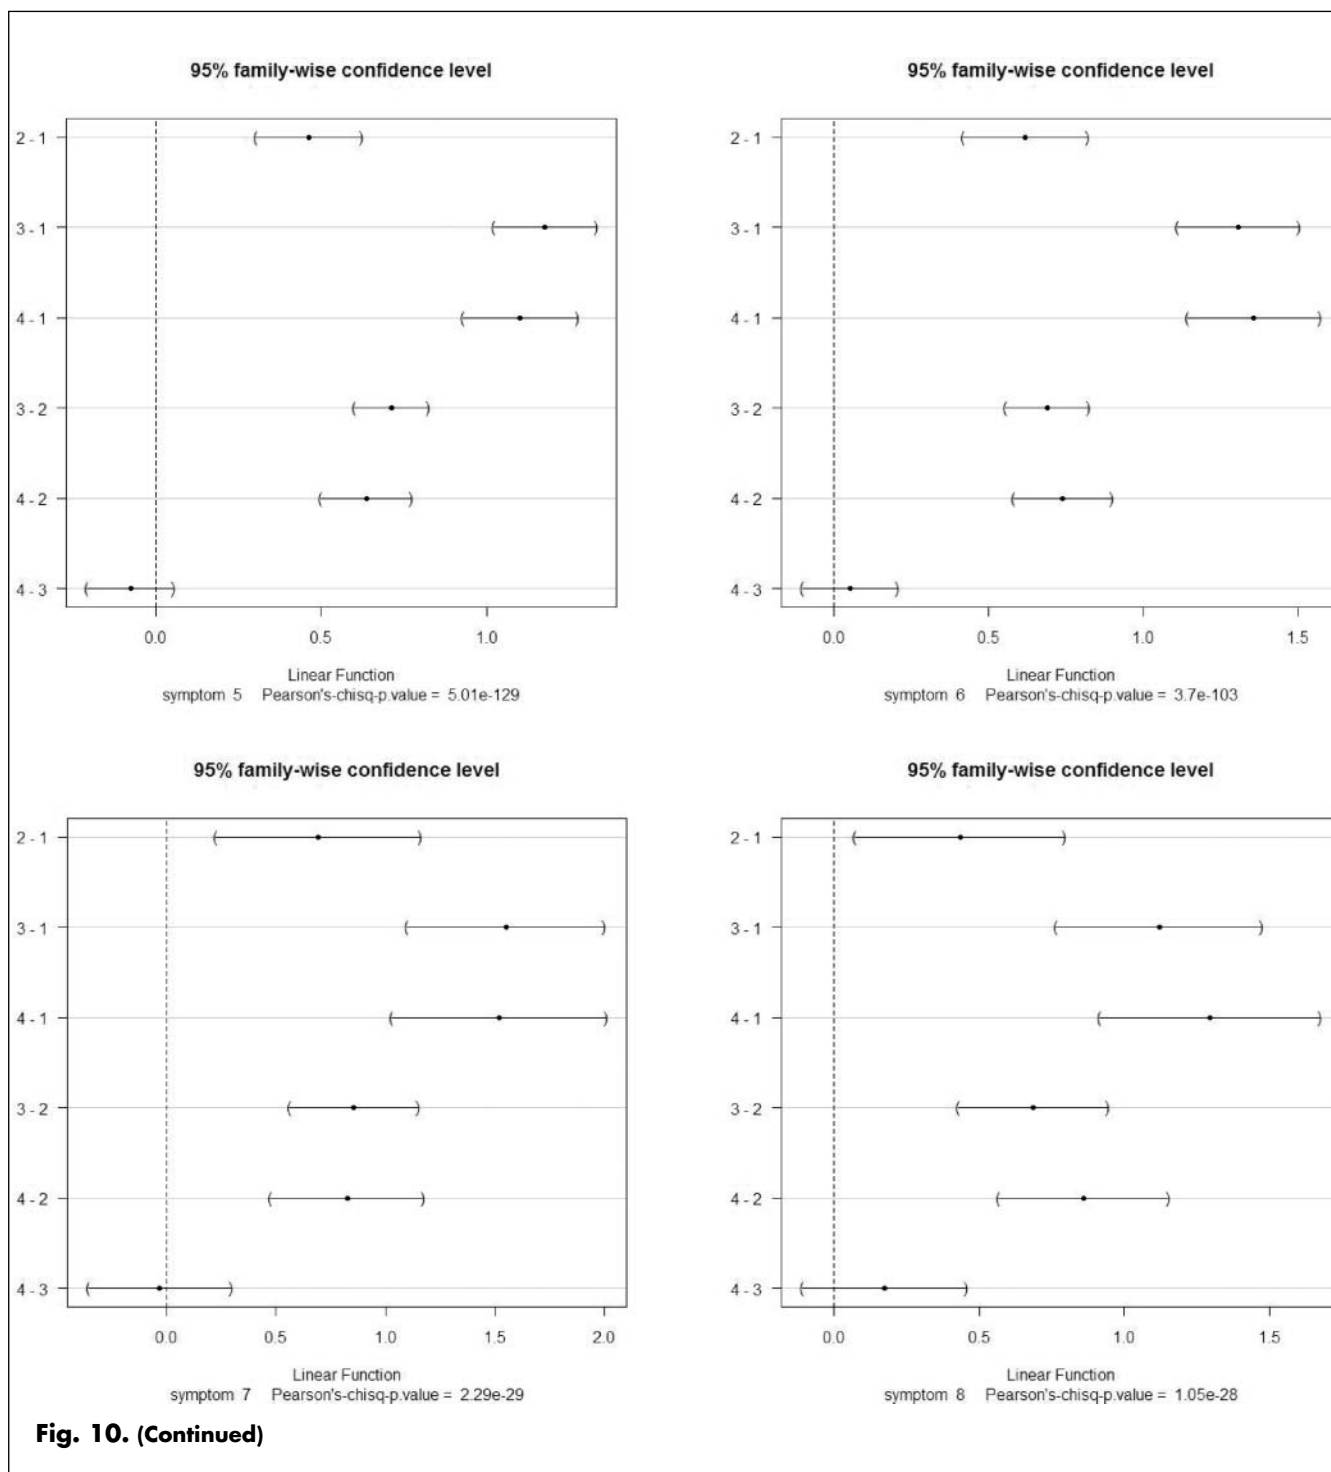 95% family-wise confidence level
2 - 1
3 - 1
4 - 1
3 - 2
4 - 2
4 - 3
0.0 0.5 1.0
Linear Function
symptom 5 Pearson's-chisq-p.value = 5.01e-129
95% family-wise confidence level
2 - 1
3 - 1
4 - 1
3 - 2
4 - 2
4 - 3
0.0 0.5 1.0 1.5
Linear Function
symptom 6 Pearson's-chisq-p.value = 3.7e-103
95% family-wise confidence level
2 - 1
3 - 1
4 - 1
3 - 2
4 - 2
4 - 3
0.0 0.5 1.0 1.5 2.0
Linear Function
symptom 7 Pearson's-chisq-p.value = 2.29e-29
95% family-wise confidence level
2 - 1
3 - 1
4 - 1
3 - 2
4 - 2
4 - 3
0.0 0.5 1.0 1.5
Linear Function
symptom 8 Pearson's-chisq-p.value = 1.05e-28
Fig. 10. (Continued)